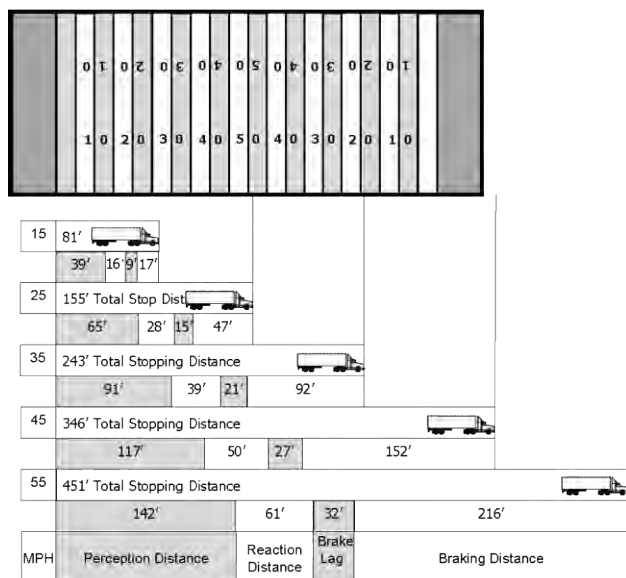 0 1 0 2 0 3 0 4 0 5 0 4 0 3 0 2 0 1
1 0 2 0 3 0 4 0 5 0 4 0 3 0 2 0 1 0
15 81’
39’ 16’ 9’ 17’
25 155’ Total Stop Dist
65’ 28’ 15’ 47’
35 243’ Total Stopping Distance
91’ 39’ 21’ 92’
45 346’ Total Stopping Distance
117’ 50’ 27’ 152’
55 451’ Total Stopping Distance
142’ 61’ 32’ 216’
MPH Perception Distance Reaction Distance Brake Lag Braking Distance